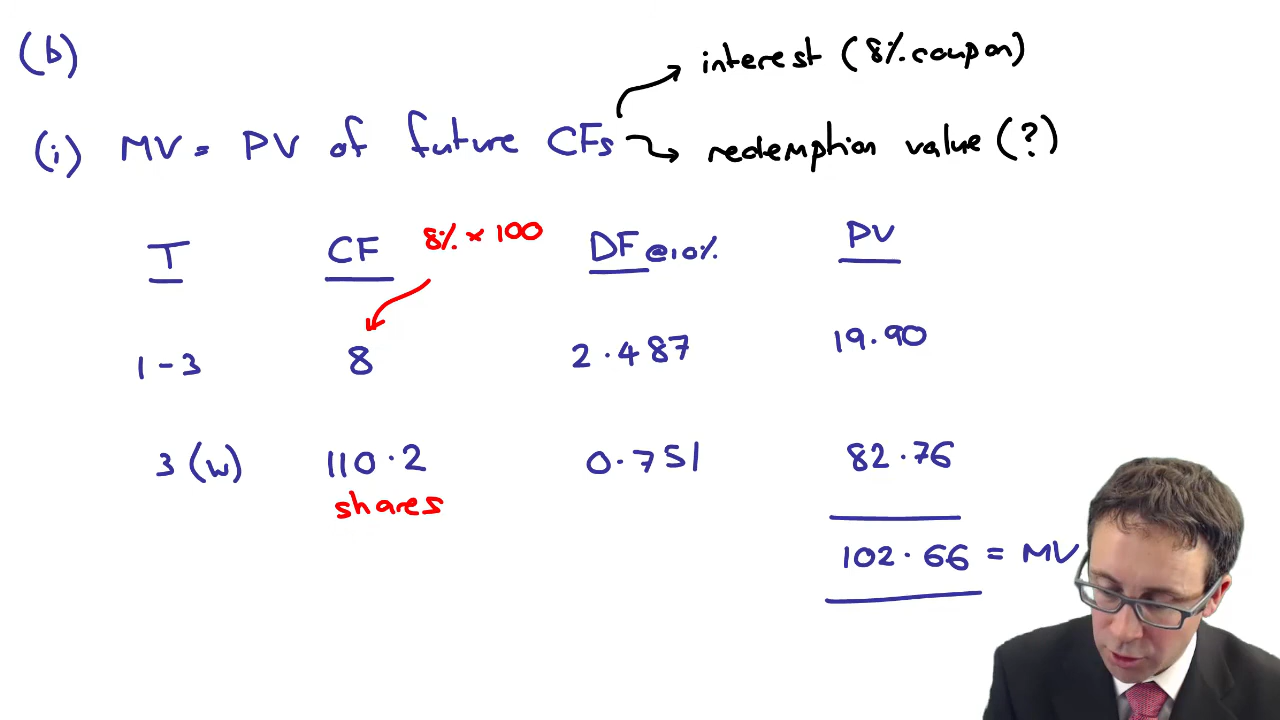 (b)
interest (8% coupon)
(i) MV = PV of future CFs
redemption value (?)
8% × 100
T CF DF @10% PV
1 - 3 8 2.487 19.90
3 (w) 110.2 0.751 82.76
shares
102.66 = MV